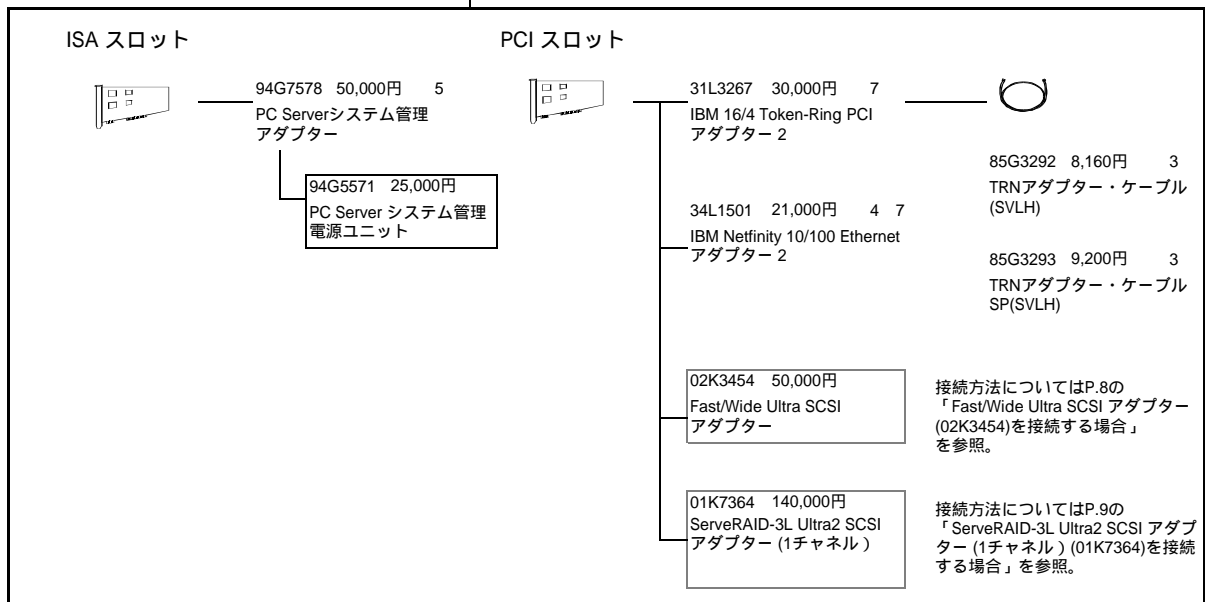 ISA スロット
94G7578 50,000円 5
PC Serverシステム管理
アダプター
94G5571 25,000円
PC Server システム管理
電源ユニット
PCI スロット
31L3267 30,000円 7
IBM 16/4 Token-Ring PCI
アダプター 2
34L1501 21,000円 4 7
IBM Netfinity 10/100 Ethernet
アダプター 2
02K3454 50,000円
Fast/Wide Ultra SCSI
アダプター
01K7364 140,000円
ServeRAID-3L Ultra2 SCSI
アダプター (1チャネル )
85G3292 8,160円 3
TRNアダプター・ケーブル
(SVLH)
85G3293 9,200円 3
TRNアダプター・ケーブル
SP(SVLH)
接続方法についてはP.8の
「Fast/Wide Ultra SCSI アダプター
(02K3454)を接続する場合」
を参照。
接続方法についてはP.9の
「ServeRAID-3L Ultra2 SCSI アダプ
ター (1チャネル ) (01K7364)を接続
する場合」を参照。